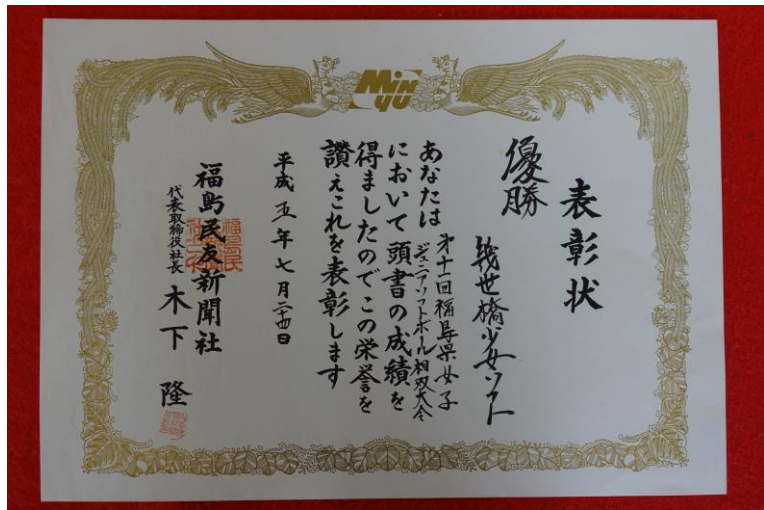 MiNYU
表彰状
優勝
幾世橋少女ソフト
あなたは第十一回福島県女子
ジュニアソフトボール相双大会
において頭書の成績を
得ましたのでこの栄誉を
讃えこれを表彰します
平成五年七月二十四日
福島民友新聞社
代表取締役社長 木下 隆